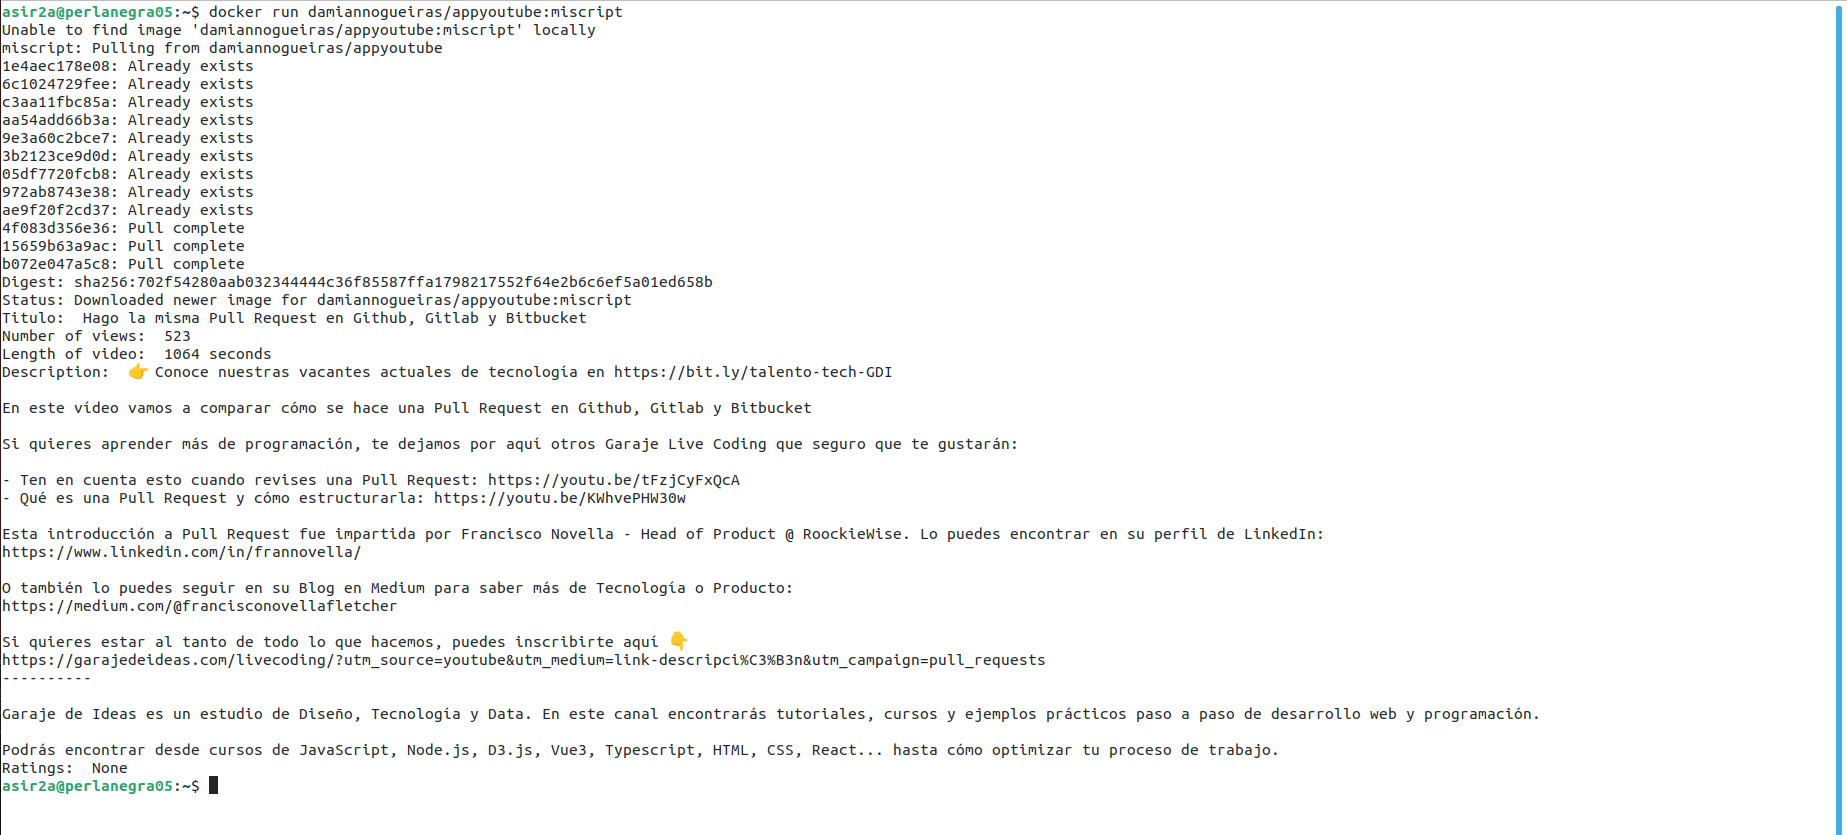 asir2a@perlanegra05:~$ docker run damiannogueiras/appyoutube:miscript
Unable to find image 'damiannogueiras/appyoutube:miscript' locally
miscript: Pulling from damiannogueiras/appyoutube
1e4aec178e08: Already exists
6c1024729fee: Already exists
c3aa11fbc85a: Already exists
aa54add66b3a: Already exists
9e3a60c2bce7: Already exists
3b2123ce9d0d: Already exists
05df7720fcb8: Already exists
972ab8743e38: Already exists
ae9f20f2cd37: Already exists
4f083d356e36: Pull complete
15659b63a9ac: Pull complete
b072e047a5c8: Pull complete
Digest: sha256:702f54280aab032344444c36f85587ffa1798217552f64e2b6c6ef5a01ed658b
Status: Downloaded newer image for damiannogueiras/appyoutube:miscript
Titulo:  Hago la misma Pull Request en Github, Gitlab y Bitbucket
Number of views:  523
Length of video:  1064 seconds
Description:  👉 Conoce nuestras vacantes actuales de tecnología en https://bit.ly/talento-tech-GDI
En este vídeo vamos a comparar cómo se hace una Pull Request en Github, Gitlab y Bitbucket
Si quieres aprender más de programación, te dejamos por aquí otros Garaje Live Coding que seguro que te gustarán:
- Ten en cuenta esto cuando revises una Pull Request: https://youtu.be/tFzjCyFxQcA
- Qué es una Pull Request y cómo estructurarla: https://youtu.be/KWhvePHW30w
Esta introducción a Pull Request fue impartida por Francisco Novella - Head of Product @ RoockieWise. Lo puedes encontrar en su perfil de LinkedIn:
https://www.linkedin.com/in/frannovella/
O también lo puedes seguir en su Blog en Medium para saber más de Tecnología o Producto:
https://medium.com/@francisconovellafletcher
Si quieres estar al tanto de todo lo que hacemos, puedes inscribirte aquí 👇
https://garajedeideas.com/livecoding/?utm_source=youtube&utm_medium=link-descripci%C3%B3n&utm_campaign=pull_requests
----------
Garaje de Ideas es un estudio de Diseño, Tecnología y Data. En este canal encontrarás tutoriales, cursos y ejemplos prácticos paso a paso de desarrollo web y programación.
Podrás encontrar desde cursos de JavaScript, Node.js, D3.js, Vue3, Typescript, HTML, CSS, React... hasta cómo optimizar tu proceso de trabajo.
Ratings:  None
asir2a@perlanegra05:~$